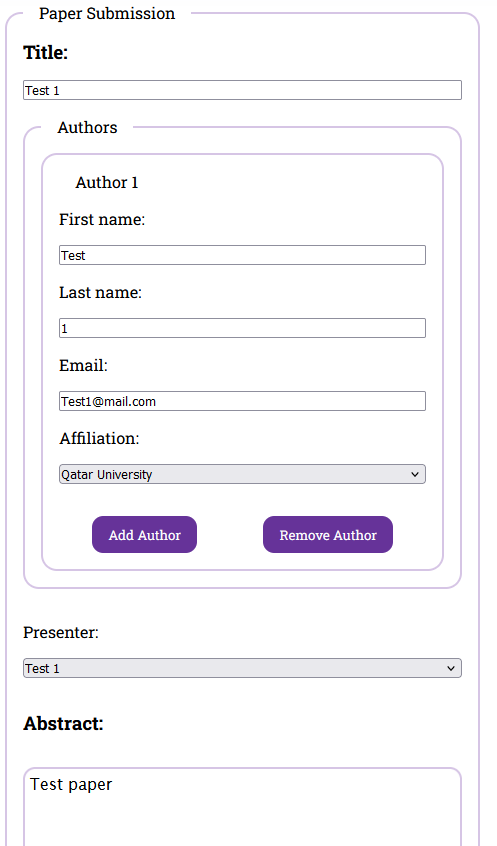 Paper Submission
Title:
Test 1
Authors
Author 1
First name:
Test
Last name:
1
Email:
Test1@mail.com
Affiliation:
Qatar University
Add Author Remove Author
Presenter:
Test 1
Abstract:
Test paper